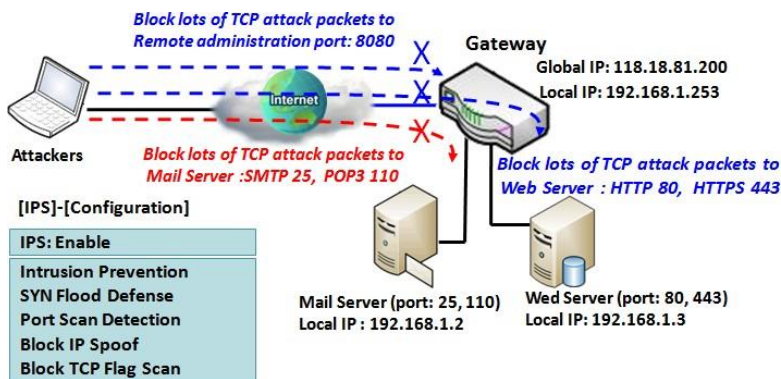 Block lots of TCP attack packets to
Remote administration port: 8080
Gateway
Global IP: 118.18.81.200
Local IP: 192.168.1.253
Internet
Attackers
Block lots of TCP attack packets to
Mail Server :SMTP 25, POP3 110
Block lots of TCP attack packets to
Web Server : HTTP 80, HTTPS 443
[IPS]-[Configuration]
IPS: Enable
Intrusion Prevention
SYN Flood Defense
Port Scan Detection
Block IP Spoof
Block TCP Flag Scan
Mail Server (port: 25, 110)
Local IP : 192.168.1.2
Wed Server (port: 80, 443)
Local IP: 192.168.1.3